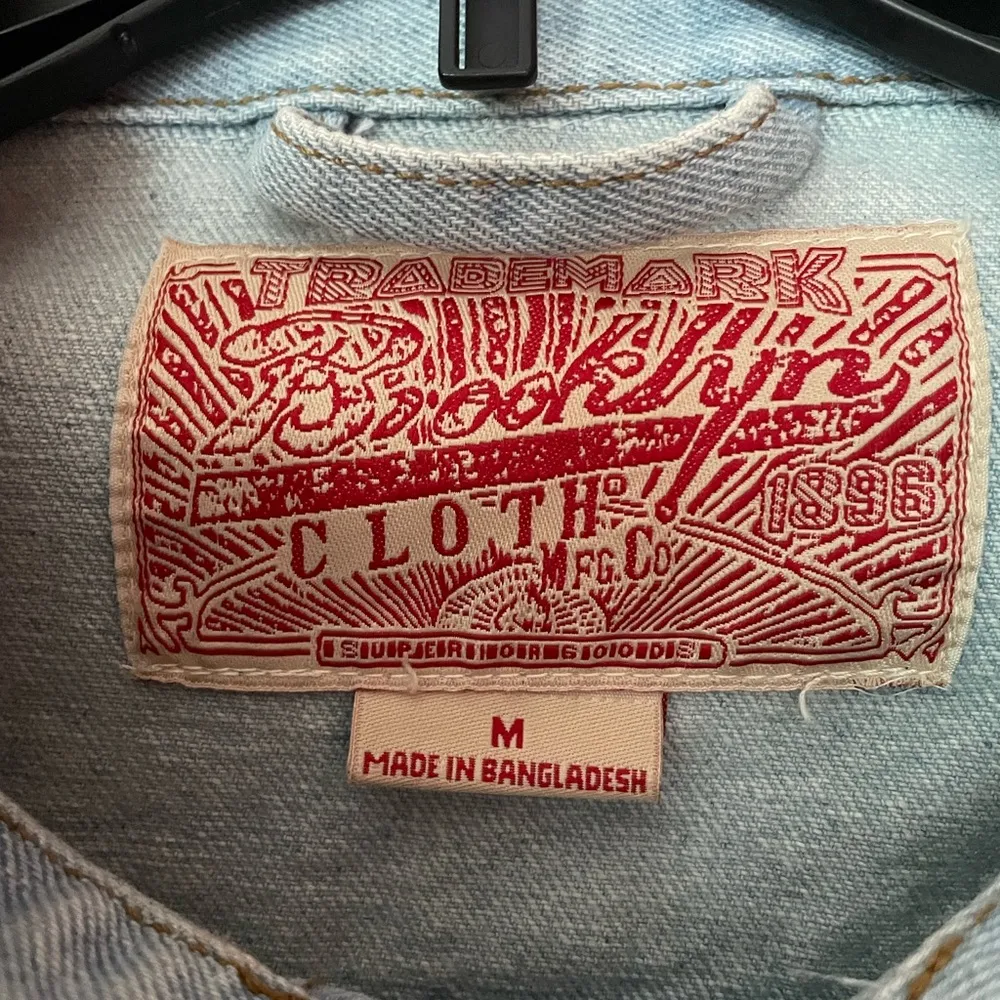 TRADEMARK
Brooklyn
CLOTH
1896
MFG. Co
SUPERIOR GOODS
M
MADE IN BANGLADESH